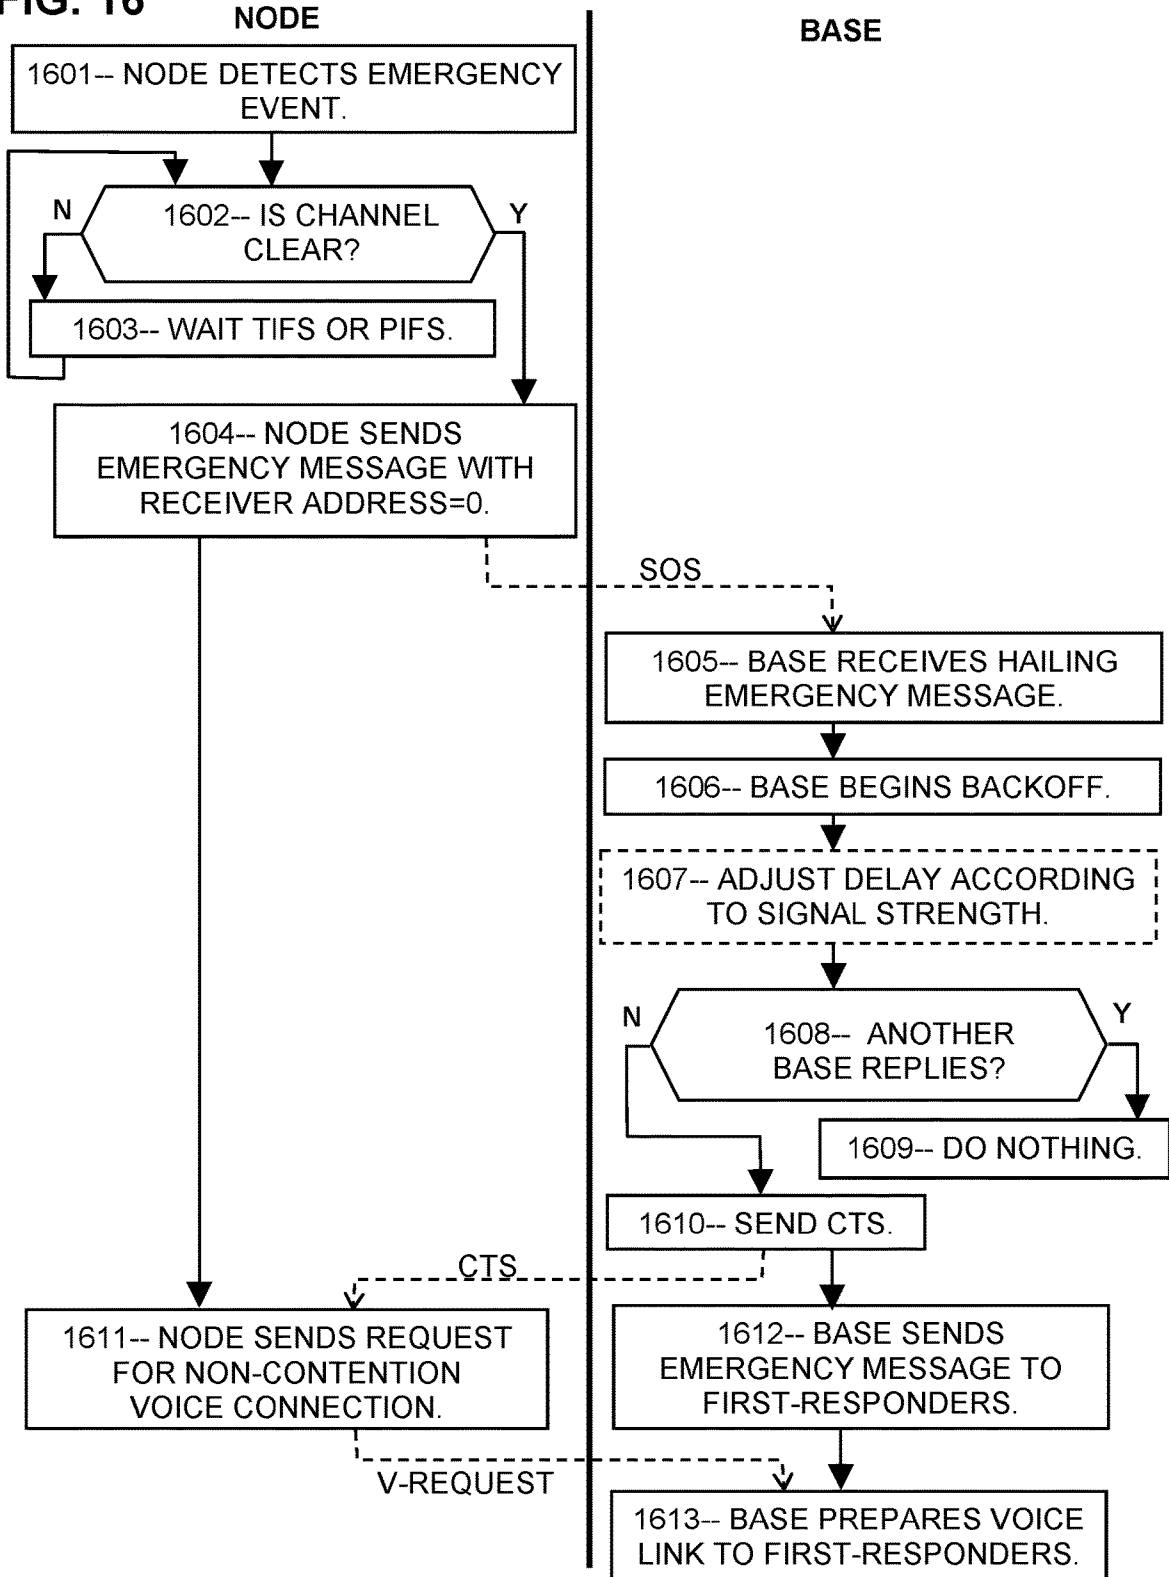 FIG. 16
NODE
BASE
1601-- NODE DETECTS EMERGENCY
EVENT.
N
1602-- IS CHANNEL
CLEAR?
Y
1603-- WAIT TIFS OR PIFS.
1604-- NODE SENDS
EMERGENCY MESSAGE WITH
RECEIVER ADDRESS=0.
SOS
1605-- BASE RECEIVES HAILING
EMERGENCY MESSAGE.
1606-- BASE BEGINS BACKOFF.
1607-- ADJUST DELAY ACCORDING
TO SIGNAL STRENGTH.
N
1608-- ANOTHER
BASE REPLIES?
Y
1609-- DO NOTHING.
1610-- SEND CTS.
CTS
1611-- NODE SENDS REQUEST
FOR NON-CONTENTION
VOICE CONNECTION.
1612-- BASE SENDS
EMERGENCY MESSAGE TO
FIRST-RESPONDERS.
V-REQUEST
1613-- BASE PREPARES VOICE
LINK TO FIRST-RESPONDERS.